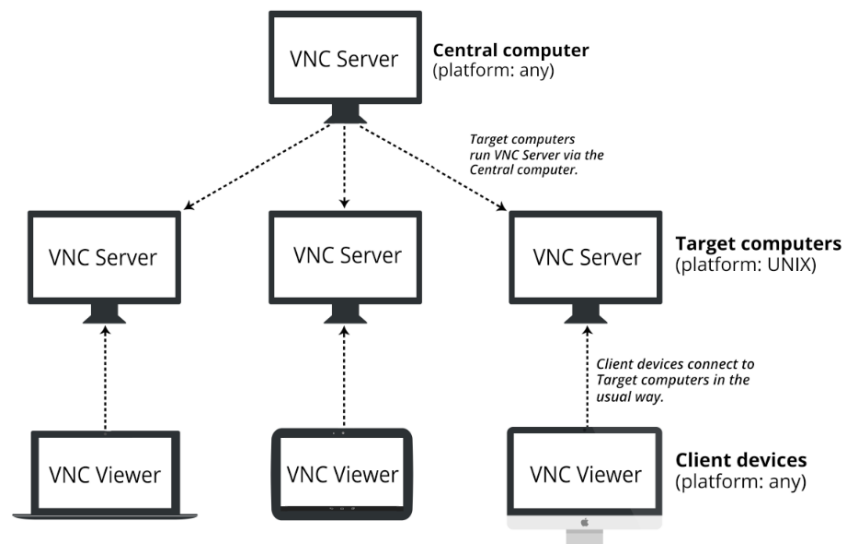 VNC Server
Central computer
(platform: any)
Target computers
run VNC Server via the
Central computer.
VNC Server
VNC Server
VNC Server
Target computers
(platform: UNIX)
Client devices connect to
Target computers in the
usual way.
VNC Viewer
VNC Viewer
VNC Viewer
Client devices
(platform: any)